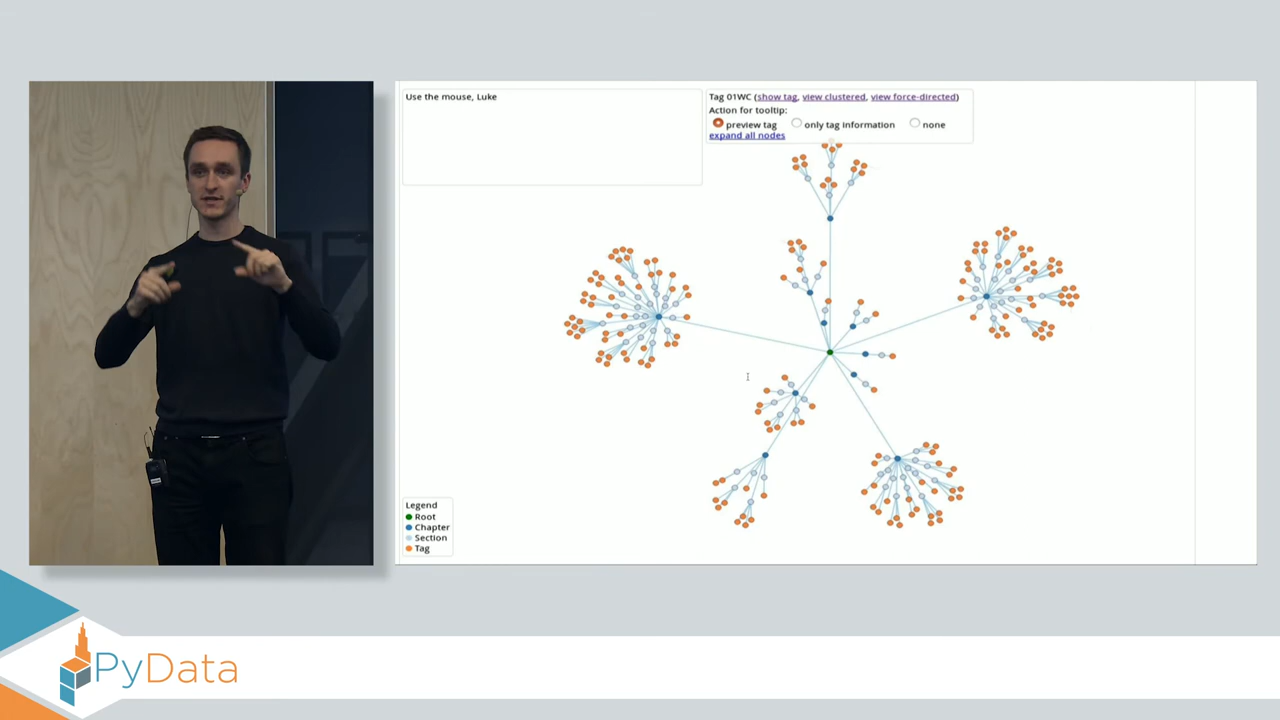 Use the mouse, Luke
Tag 01WC (show tag, view clustered, view force-directed)
Action for tooltip:
preview tag only tag information none
expand all nodes
Legend
Root
Chapter
Section
Tag
PyData